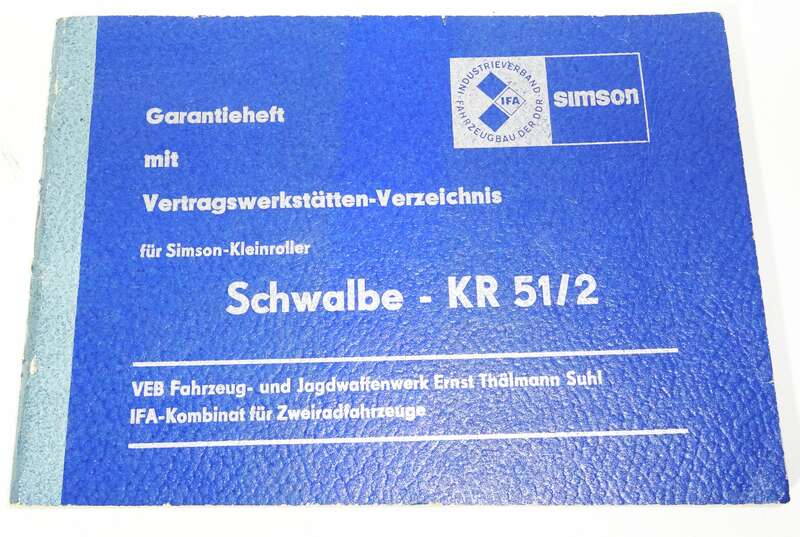 Garantieheft
mit
Vertragswerkstätten-Verzeichnis
für Simson-Kleinroller
Schwalbe - KR 51/2
VEB Fahrzeug- und Jagdwaffenwerk Ernst Thälmann Suhl
IFA-Kombinat für Zweiradfahrzeuge
INDUSTRIEVERBAND
FAHRZEUGBAU DER DDR
IFA
simson